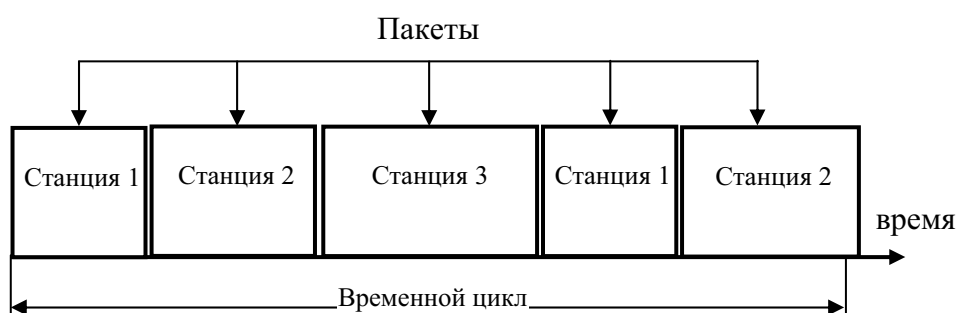 Пакеты
Станция 1
Станция 2
Станция 3
Станция 1
Станция 2
время
Временной цикл